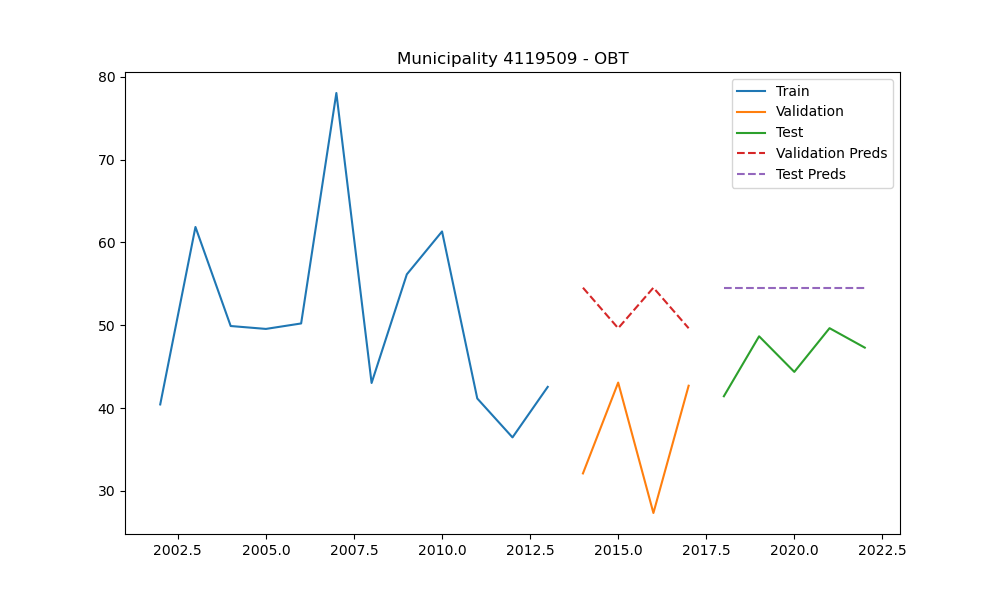 Municipality 4119509 - OBT
80
70
60
50
40
30
2002.5 2005.0 2007.5 2010.0 2012.5 2015.0 2017.5 2020.0 2022.5
Train
Validation
Test
Validation Preds
Test Preds